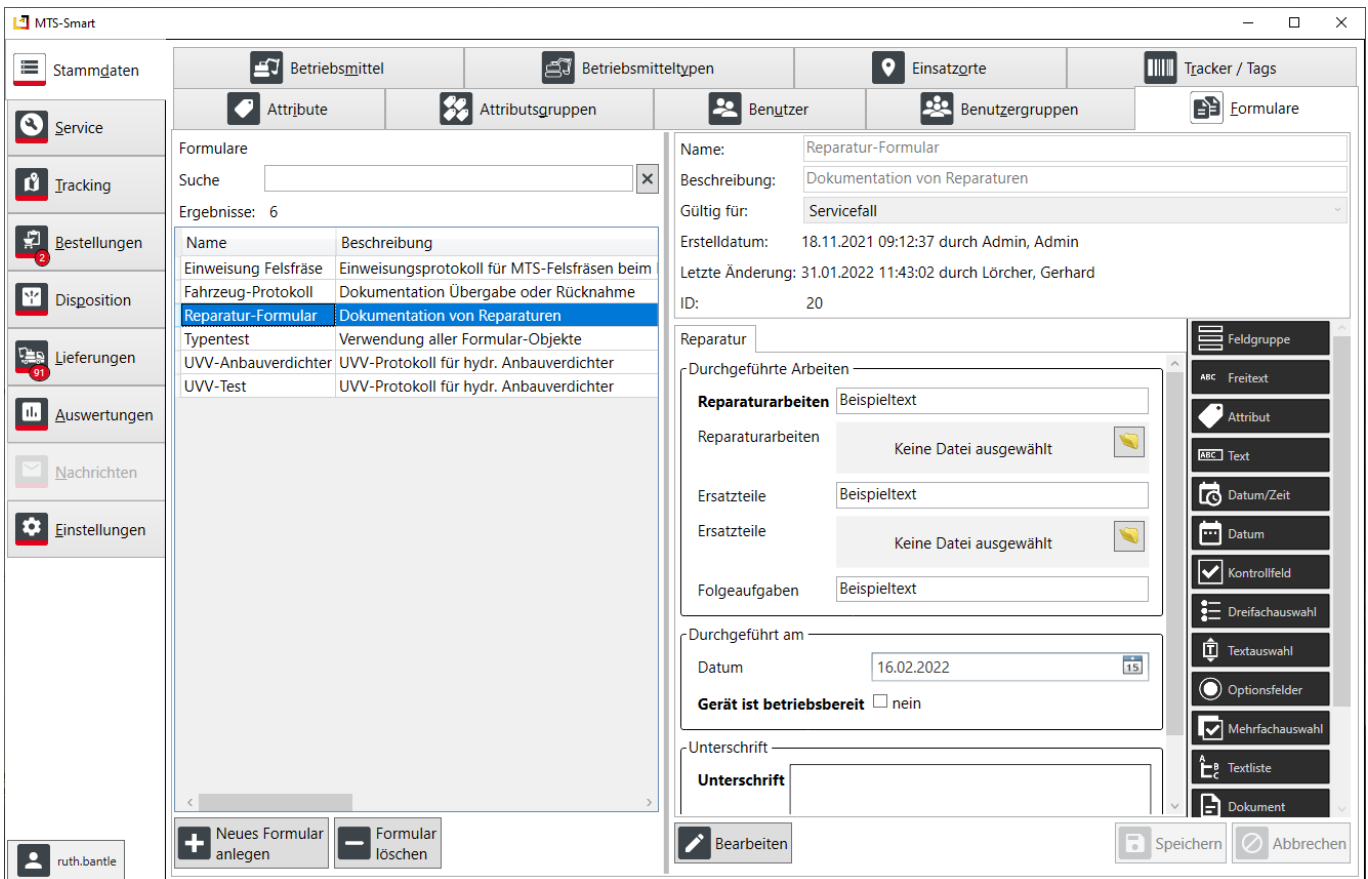 MTS-Smart
Stammdaten
Service
Tracking
Bestellungen
2
Disposition
Lieferungen
91
Auswertungen
Nachrichten
Einstellungen
ruth.bantle
Betriebsmittel
Betriebsmitteltypen
Einsatzorte
Tracker / Tags
Attribute
Attributsgruppen
Benutzer
Benutzergruppen
Formulare
Formulare
Suche
Ergebnisse: 6
Name Beschreibung
Einweisung Felsfräse Einweisungsprotokoll für MTS-Felsfräsen beim
Fahrzeug-Protokoll Dokumentation Übergabe oder Rücknahme
Reparatur-Formular Dokumentation von Reparaturen
Typentest Verwendung aller Formular-Objekte
UVV-Anbauverdichter UVV-Protokoll für hydr. Anbauverdichter
UVV-Test UVV-Protokoll für hydr. Anbauverdichter
Neues Formular
anlegen
Formular
löschen
Name: Reparatur-Formular
Beschreibung: Dokumentation von Reparaturen
Gültig für: Servicefall
Erstelldatum: 18.11.2021 09:12:37 durch Admin, Admin
Letzte Änderung: 31.01.2022 11:43:02 durch Lörcher, Gerhard
ID: 20
Reparatur
Durchgeführte Arbeiten
Reparaturarbeiten Beispieltext
Reparaturarbeiten Keine Datei ausgewählt
Ersatzteile Beispieltext
Ersatzteile Keine Datei ausgewählt
Folgeaufgaben Beispieltext
Durchgeführt am
Datum 16.02.2022 15
Gerät ist betriebsbereit nein
Unterschrift
Unterschrift
Feldgruppe
ABC Freitext
Attribut
ABC Text
Datum/Zeit
Datum
Kontrollfeld
Dreifachauswahl
T Textauswahl
Optionsfelder
Mehrfachauswahl
A B C Textliste
Dokument
Bearbeiten
Speichern
Abbrechen